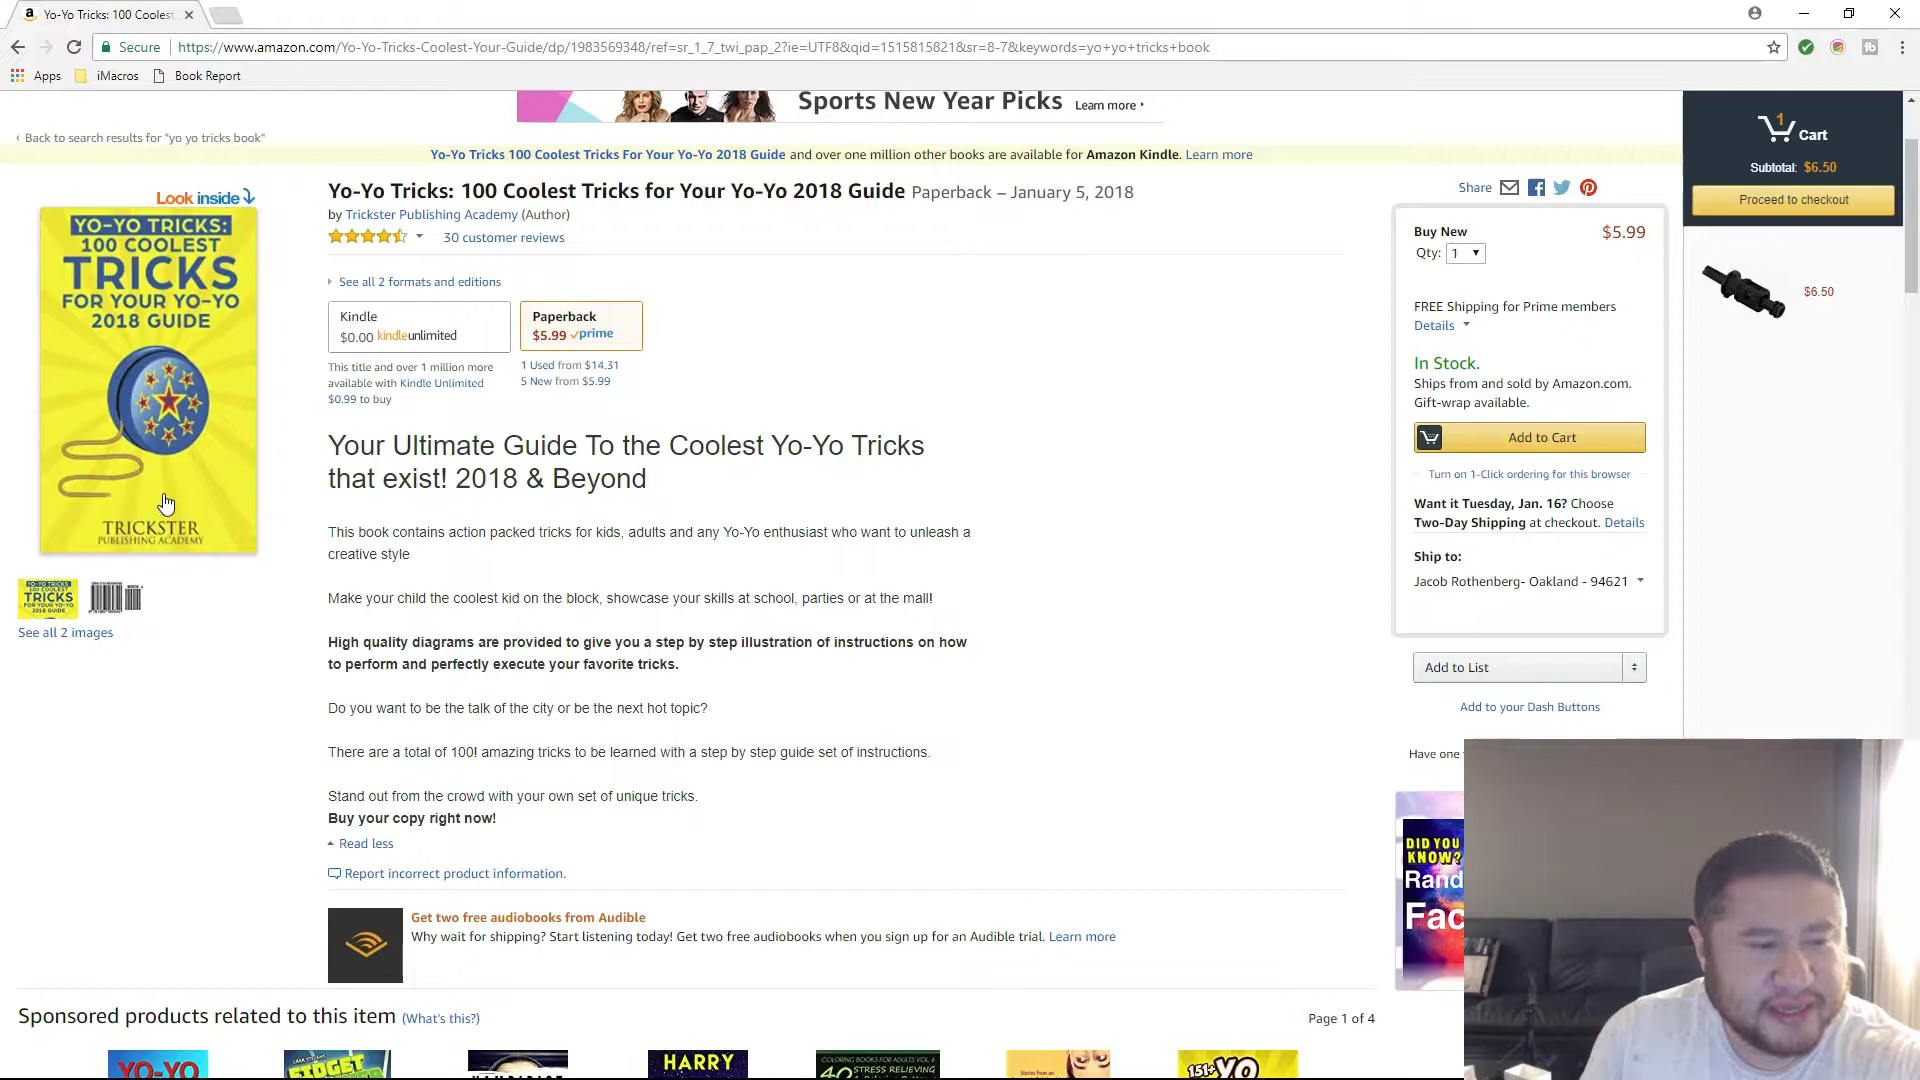 Yo-Yo Tricks: 100 Coolest
Secure
https://www.amazon.com/Yo-Yo-Tricks-Coolest-Your-Guide/dp/1983569348/ref=sr_1_7_twi_pap_2?ie=UTF8&qid=1515815821&sr=8-7&keywords=yo+yo+tricks+book
Apps
iMacros
Book Report
Sports New Year Picks Learn more
‹ Back to search results for "yo yo tricks book"
Yo-Yo Tricks 100 Coolest Tricks For Your Yo-Yo 2018 Guide and over one million other books are available for Amazon Kindle. Learn more
1
Cart
Subtotal: $6.50
Proceed to checkout
$6.50
Look inside
YO-YO TRICKS:
100 COOLEST
TRICKS
FOR YOUR YO-YO
2018 GUIDE
TRICKSTER
PUBLISHING ACADEMY
YO-YO TRICKS:
100 COOLEST
TRICKS
FOR YOUR YO-YO
2018 GUIDE
See all 2 images
Yo-Yo Tricks: 100 Coolest Tricks for Your Yo-Yo 2018 Guide Paperback – January 5, 2018
by Trickster Publishing Academy (Author)
30 customer reviews
See all 2 formats and editions
Kindle
$0.00 kindleunlimited
Paperback
$5.99 prime
This title and over 1 million more
available with Kindle Unlimited
$0.99 to buy
1 Used from $14.31
5 New from $5.99
Your Ultimate Guide To the Coolest Yo-Yo Tricks
that exist! 2018 & Beyond
This book contains action packed tricks for kids, adults and any Yo-Yo enthusiast who want to unleash a
creative style
Make your child the coolest kid on the block, showcase your skills at school, parties or at the mall!
High quality diagrams are provided to give you a step by step illustration of instructions on how
to perform and perfectly execute your favorite tricks.
Do you want to be the talk of the city or be the next hot topic?
There are a total of 100! amazing tricks to be learned with a step by step guide set of instructions.
Stand out from the crowd with your own set of unique tricks.
Buy your copy right now!
Read less
Report incorrect product information.
Get two free audiobooks from Audible
Why wait for shipping? Start listening today! Get two free audiobooks when you sign up for an Audible trial. Learn more
Share
Buy New
$5.99
Qty: 1
FREE Shipping for Prime members
Details
In Stock.
Ships from and sold by Amazon.com.
Gift-wrap available.
Add to Cart
Turn on 1-Click ordering for this browser
Want it Tuesday, Jan. 16? Choose
Two-Day Shipping at checkout. Details
Ship to:
Jacob Rothenberg- Oakland - 94621
Add to List
Add to your Dash Buttons
Have one
DID YOU
KNOW?
Rand
Fac
Sponsored products related to this item (What's this?)
Page 1 of 4
YO-YO
CARA STEVENS
FIDGET
HARRY
COLORING BOOKS FOR ADULTS VOL. 6
40 STRESS RELIEVING
151+ YO